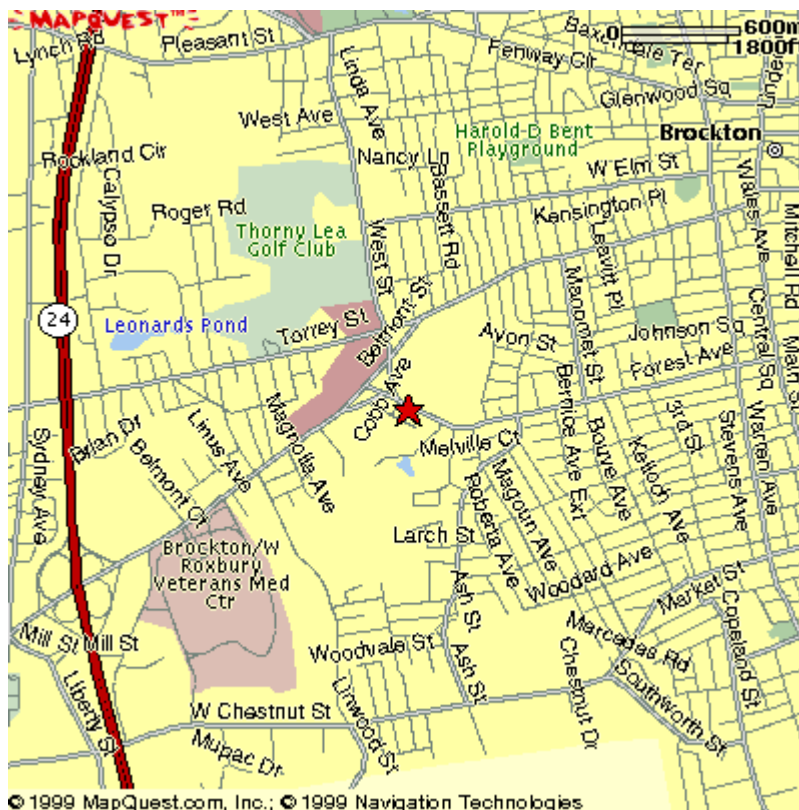 MAPQUEST™
Lynch Rd
Pleasant St
Linda Ave
Fenway Cir
Baxendale Ter
0 600m
1800ft
Glenwood Sq
West Ave
Harold-D Bent
Playground
Brockton
Rockland Cir
Nancy Ln
W Elm St
Calypso Dr
Roger Rd
Bassett Rd
Kensington Pl
Wales Ave
Mitchell Rd
Thorny Lea
Golf Club
West St
Leavitt Pl
24
Leonards Pond
Torrey St
Belmont St
Avon St
Manomet St
Johnson Sq
Central Sq
Main St
Forest Ave
Cobb Ave
Bernice Ave Ext
Brian Dr
Linus Ave
Magnolia Ave
Melville Ct
3rd St
Warren Ave
Stevens Ave
Sydney Ave
Belmont Ct
Bouve Ave
Kelloch Ave
Roberta Ave
Magoun Ave
Brockton/W
Roxbury
Veterans Med
Ctr
Larch St
Woodard Ave
Market St
Ash St
Copeland St
Mill St
Mill St
Woodvale St
Ash St
Marcadas Rd
Chestnut Dr
Liberty St
W Chestnut St
Linwood St
Southworth St
Mupac Dr
© 1999 MapQuest.com, Inc.; © 1999 Navigation Technologies